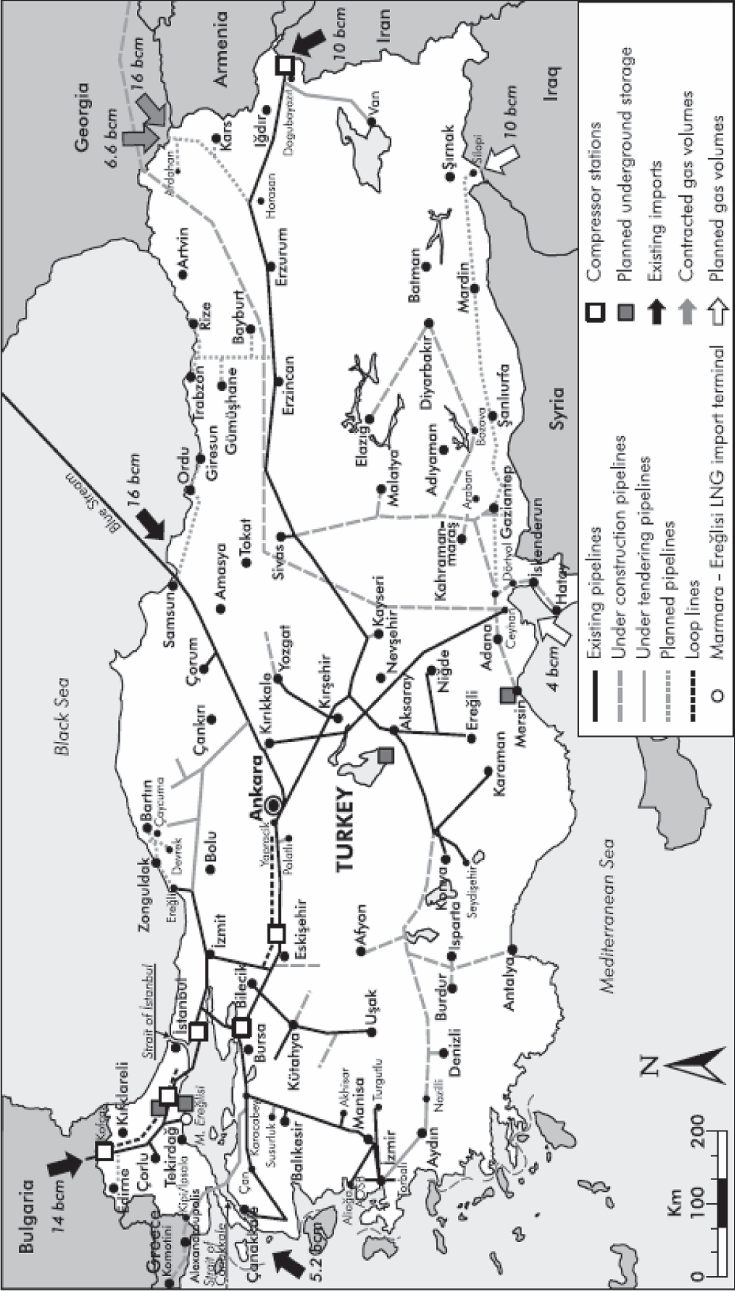 Bulgaria
14 bcm
Greece
Komotini
Alexandroupolis
Kipi/Ipsala
Edirne
Kırklareli
Çorlu
Tekirdağ
M. Ereğlisi
Strait of
Çanakkale
Çanakkale
Çan
5.2 bcm
Strait of İstanbul
İstanbul
İzmit
Black Sea
Blue Stream
16 bcm
Zonguldak
Ereğli
Bartın
Çaycuma
Devrek
Bolu
Çankırı
Çorum
Samsun
Amasya
Tokat
Ordu
Giresun
Trabzon
Gümüşhane
Rize
Bayburt
Artvin
Ardahan
Kars
Georgia
6.6 bcm
16 bcm
Armenia
Iğdır
Dogubayazıt
10 bcm
Iran
Van
Horasan
Erzurum
Erzincan
Sivas
Yozgat
Kırıkkale
Kırşehir
Ankara
Yapracık
Polatlı
Eskişehir
Bilecik
Bursa
Kütahya
Karacabey
Susurluk
Balıkesir
Akhisar
Manisa
Turgutlu
İzmir
Aliağa
Torbalı
Aydın
Nazilli
Denizli
Uşak
Afyon
Burdur
Isparta
Antalya
Konya
Seydişehir
TURKEY
Karaman
Ereğli
Aksaray
Niğde
Nevşehir
Kayseri
Mersin
Adana
Ceyhan
4 bcm
Hatay
İskenderun
Dörtyol
Gaziantep
Kahraman-
maraş
Araban
Adıyaman
Malatya
Elazığ
Diyarbakır
Bozova
Şanlıurfa
Batman
Mardin
Şırnak
Silopi
10 bcm
Iraq
Syria
Mediterranean Sea
N
Km
0 100 200
Existing pipelines
Under construction pipelines
Under tendering pipelines
Planned pipelines
Loop lines
Marmara – Ereğlisi LNG import terminal
Compressor stations
Planned underground storage
Existing imports
Contracted gas volumes
Planned gas volumes